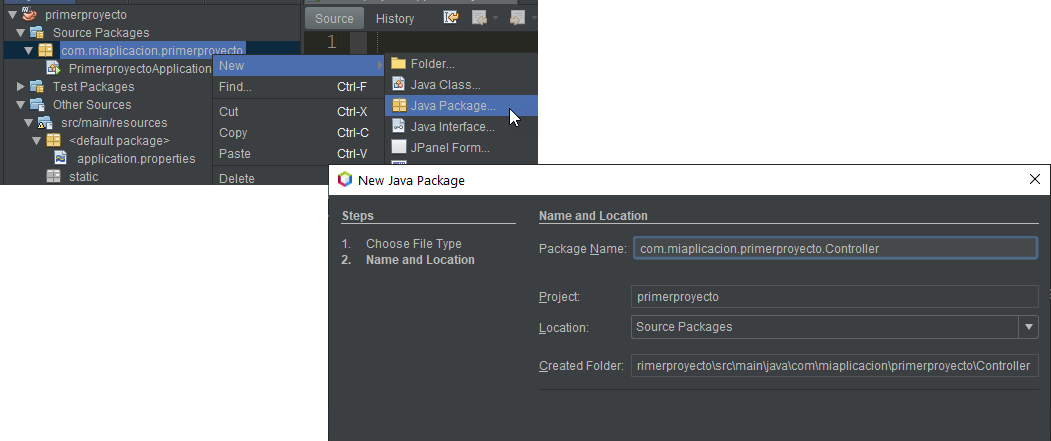 primerproyecto
Source Packages
com.miaplicacion.primerproyecto
PrimerproyectoApplication
Test Packages
Other Sources
src/main/resources
<default package>
application.properties
static
Source History
1
New
Find... Ctrl-F
Cut Ctrl-X
Copy Ctrl-C
Paste Ctrl-V
Delete
Folder...
Java Class...
Java Package...
Java Interface...
JPanel Form...
New Java Package
Steps
1. Choose File Type
2. Name and Location
Name and Location
Package Name: com.miaplicacion.primerproyecto.Controller
Project: primerproyecto
Location: Source Packages
Created Folder: rimerproyecto\src\main\java\com\miaplicacion\primerproyecto\Controller